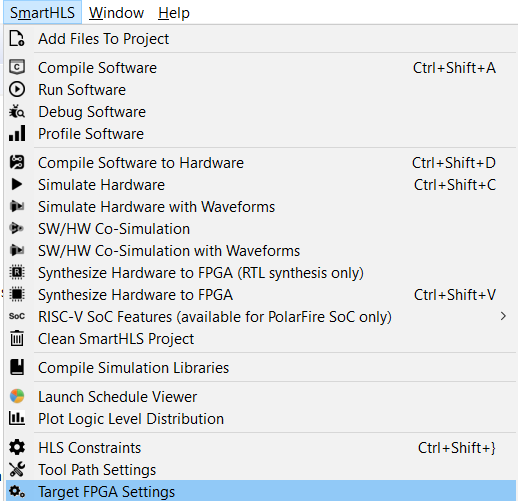 SmartHLS Window Help
Add Files To Project
Compile Software Ctrl+Shift+A
Run Software
Debug Software
Profile Software
Compile Software to Hardware Ctrl+Shift+D
Simulate Hardware Ctrl+Shift+C
Simulate Hardware with Waveforms
SW/HW Co-Simulation
SW/HW Co-Simulation with Waveforms
Synthesize Hardware to FPGA (RTL synthesis only)
Synthesize Hardware to FPGA Ctrl+Shift+V
SoC RISC-V SoC Features (available for PolarFire SoC only)
Clean SmartHLS Project
Compile Simulation Libraries
Launch Schedule Viewer
Plot Logic Level Distribution
HLS Constraints Ctrl+Shift+}
Tool Path Settings
Target FPGA Settings